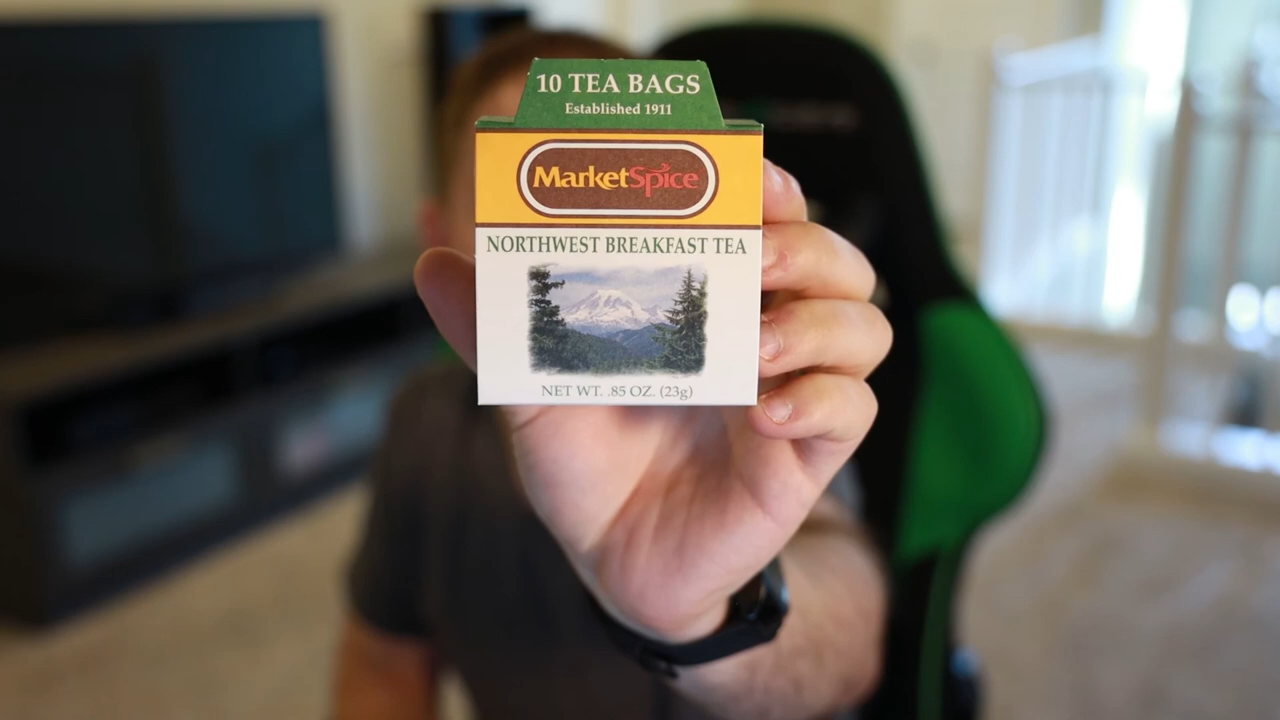 10 TEA BAGS
Established 1911
MarketSpice
NORTHWEST BREAKFAST TEA
NET WT. .85 OZ. (23g)